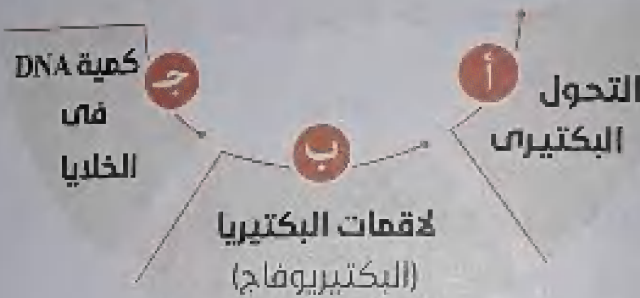 أ
التحول
البكتيرى
ب
لاقمات البكتيريا
(البكتيريوفاج)
جـ
كمية DNA
فى
الخلايا